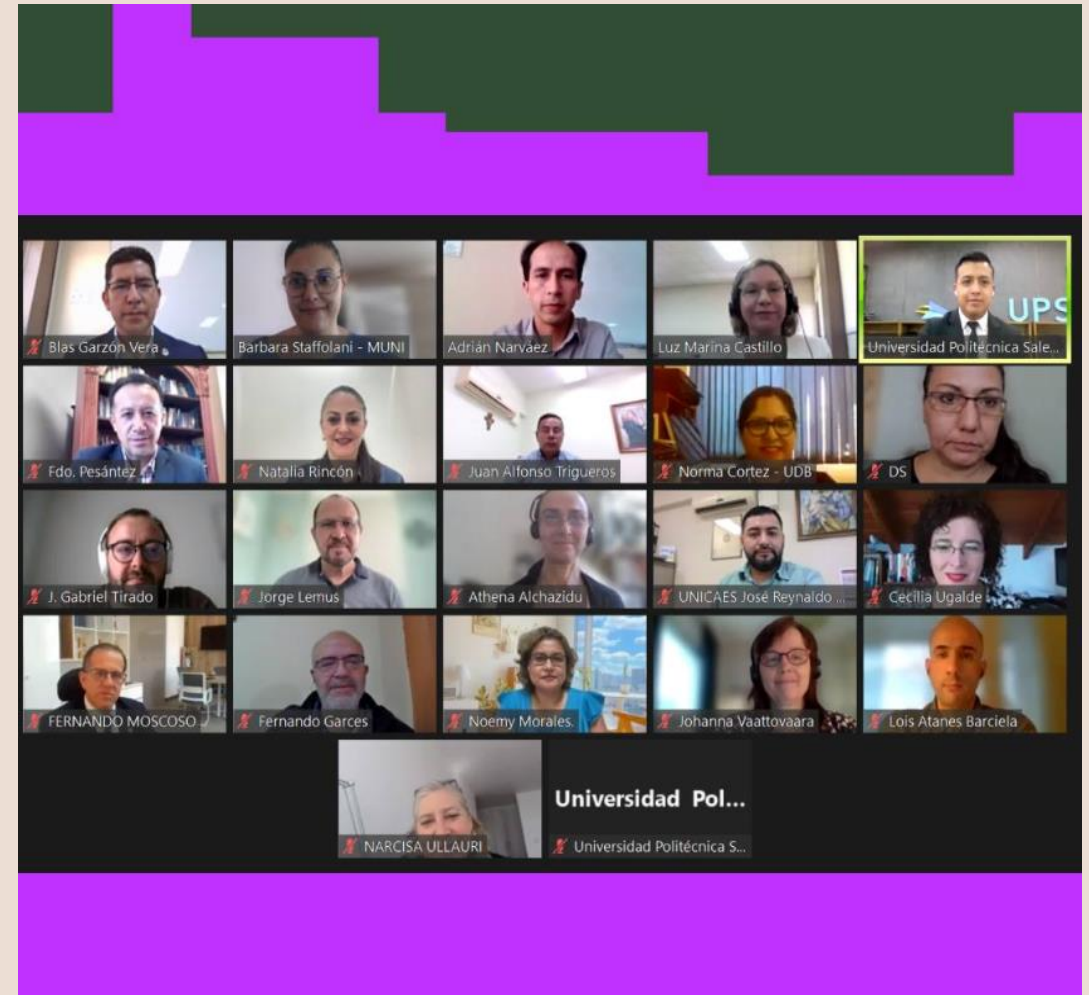 Blas Garzón Vera
Barbara Staffolani - MUNI
Adrián Narváez
Luz Marina Castillo
UPS
Universidad Politécnica Sale...
Fdo. Pesántez
Natalia Rincón
Juan Alfonso Trigueros
Norma Cortez - UDB
DS
J. Gabriel Tirado
Jorge Lemus
Athena Alchazidu
UNICAES José Reynaldo ...
Cecilia Ugalde
FERNANDO MOSCOSO ...
Fernando Garces
Noemy Morales.
Johanna Vaattovaara
Lois Atanes Barciela
NARCISA ULLAURI
Universidad Pol...
Universidad Politécnica S...